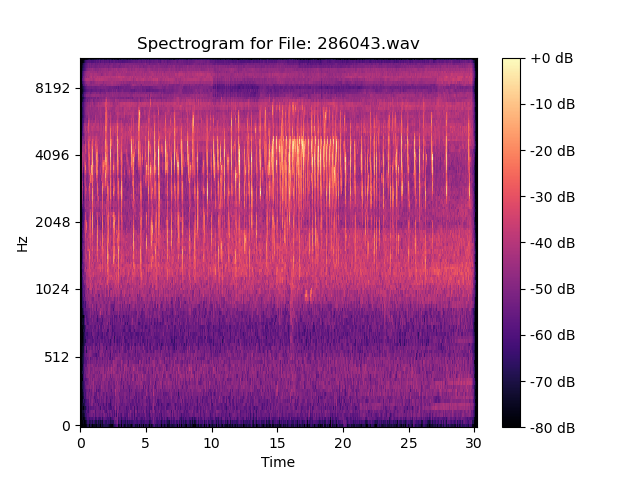 Spectrogram for File: 286043.wav
+0 dB
8192
-10 dB
4096
-20 dB
-30 dB
2048
Hz
-40 dB
1024
-50 dB
512
-60 dB
-70 dB
0
-80 dB
0 5 10 15 20 25 30
Time